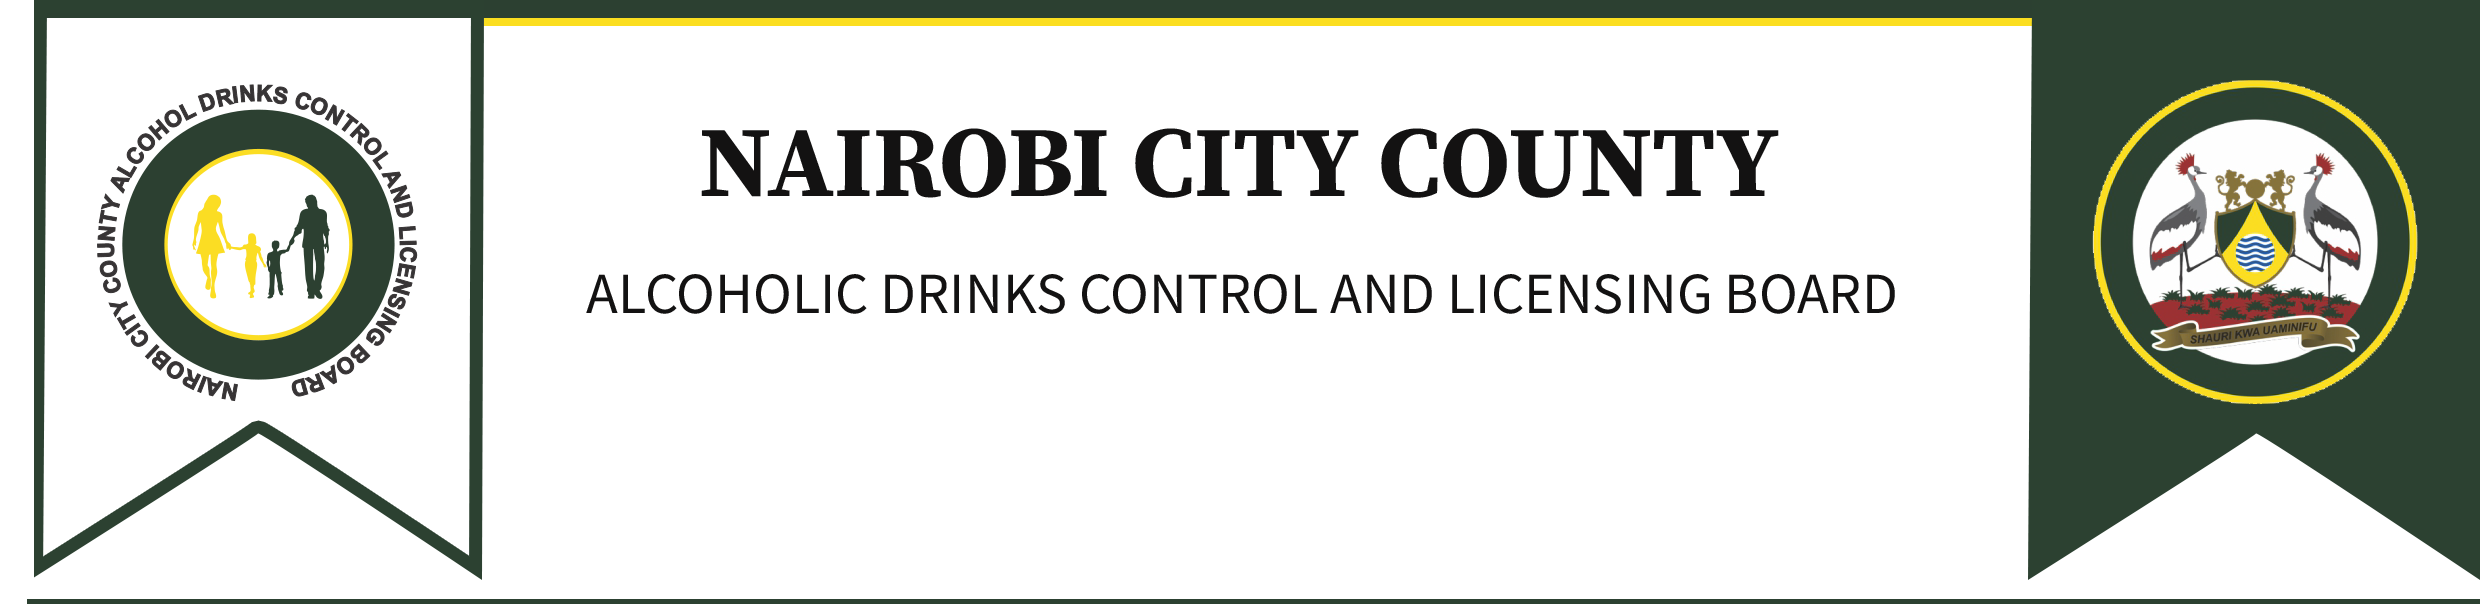 NAIROBI CITY COUNTY ALCOHOL DRINKS CONTROL AND LICENSING BOARD
NAIROBI CITY COUNTY
ALCOHOLIC DRINKS CONTROL AND LICENSING BOARD
SHAURI KWA UAMINIFU